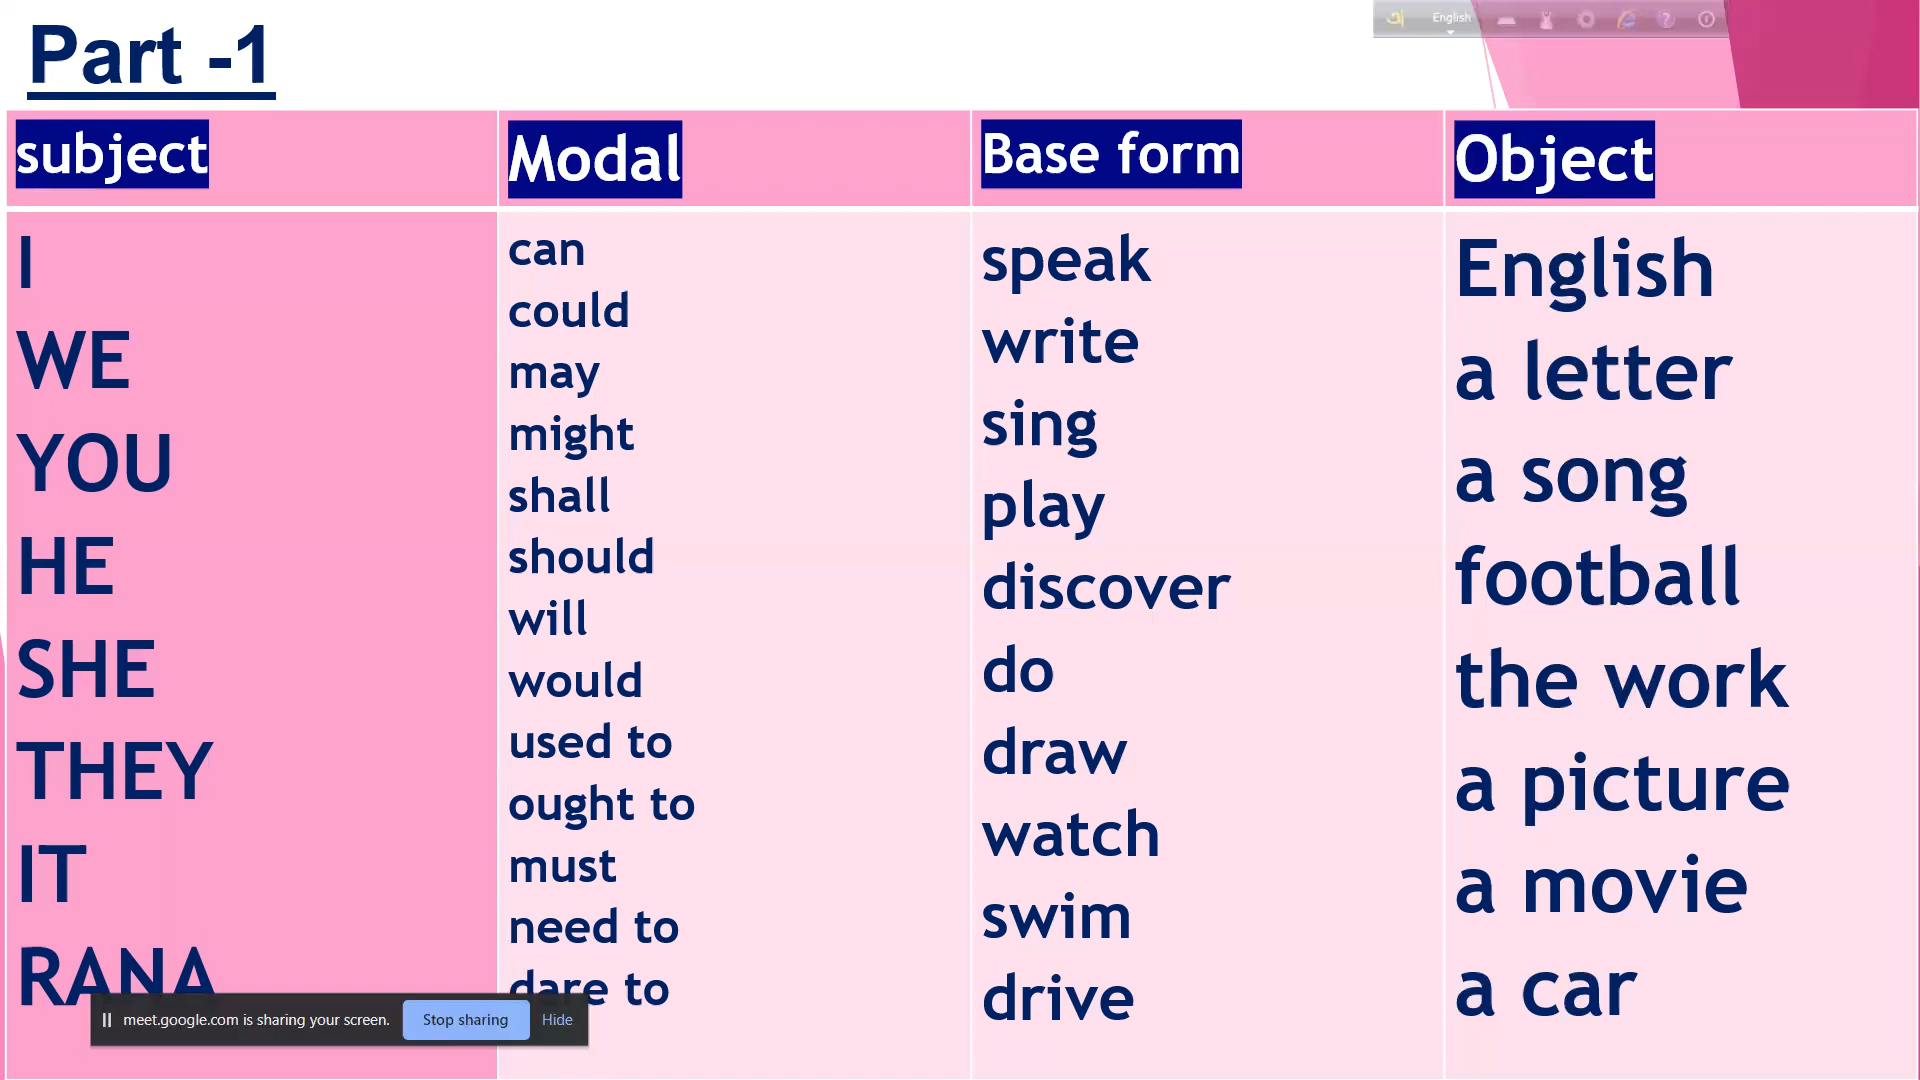 Part -1
English
subject
Modal
Base form
Object
I
WE
YOU
HE
SHE
THEY
IT
RANA
can
could
may
might
shall
should
will
would
used to
ought to
must
need to
dare to
speak
write
sing
play
discover
do
draw
watch
swim
drive
English
a letter
a song
football
the work
a picture
a movie
a car
meet.google.com is sharing your screen.
Stop sharing
Hide